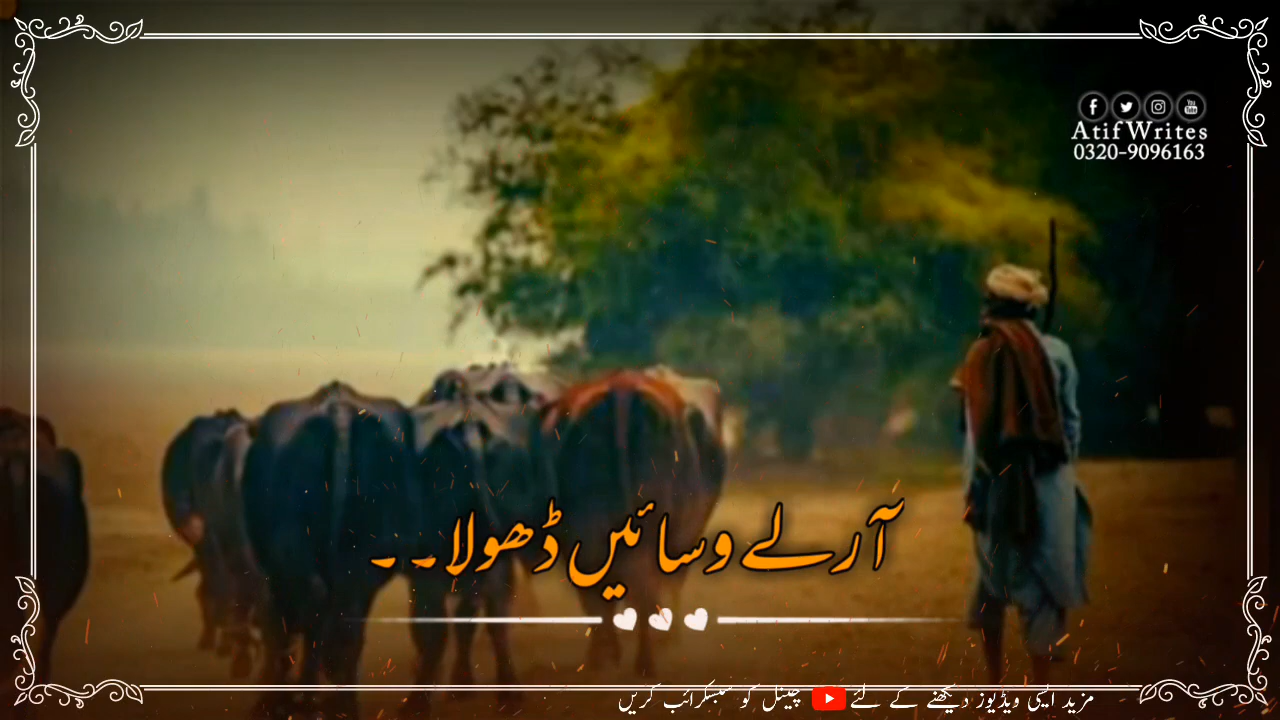 Atif Writes
0320-9096163
آرلے وسائیں ڈھولا۔۔
مزید ایسی ویڈیوز دیکھنے کے لئے چینل کو سبسکرائب کریں